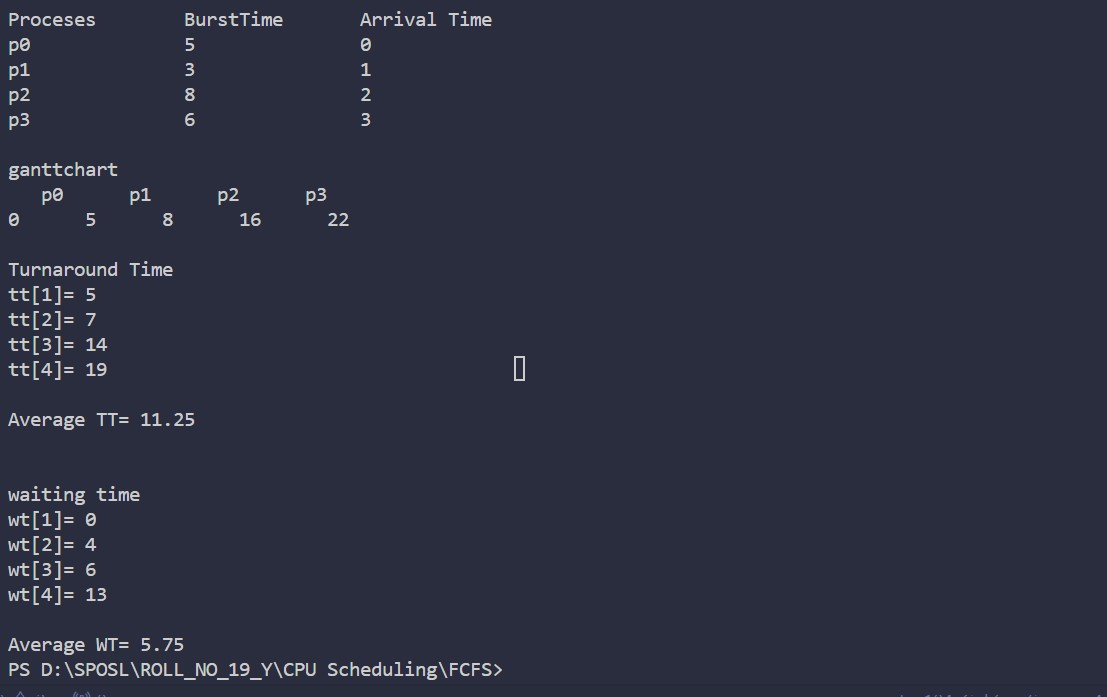 Proceses        BurstTime       Arrival Time
p0              5               0
p1              3               1
p2              8               2
p3              6               3
ganttchart
   p0      p1      p2      p3
0      5      8      16      22
Turnaround Time
tt[1]= 5
tt[2]= 7
tt[3]= 14
tt[4]= 19
Average TT= 11.25
waiting time
wt[1]= 0
wt[2]= 4
wt[3]= 6
wt[4]= 13
Average WT= 5.75
PS D:\SPOSL\ROLL_NO_19_Y\CPU Scheduling\FCFS>